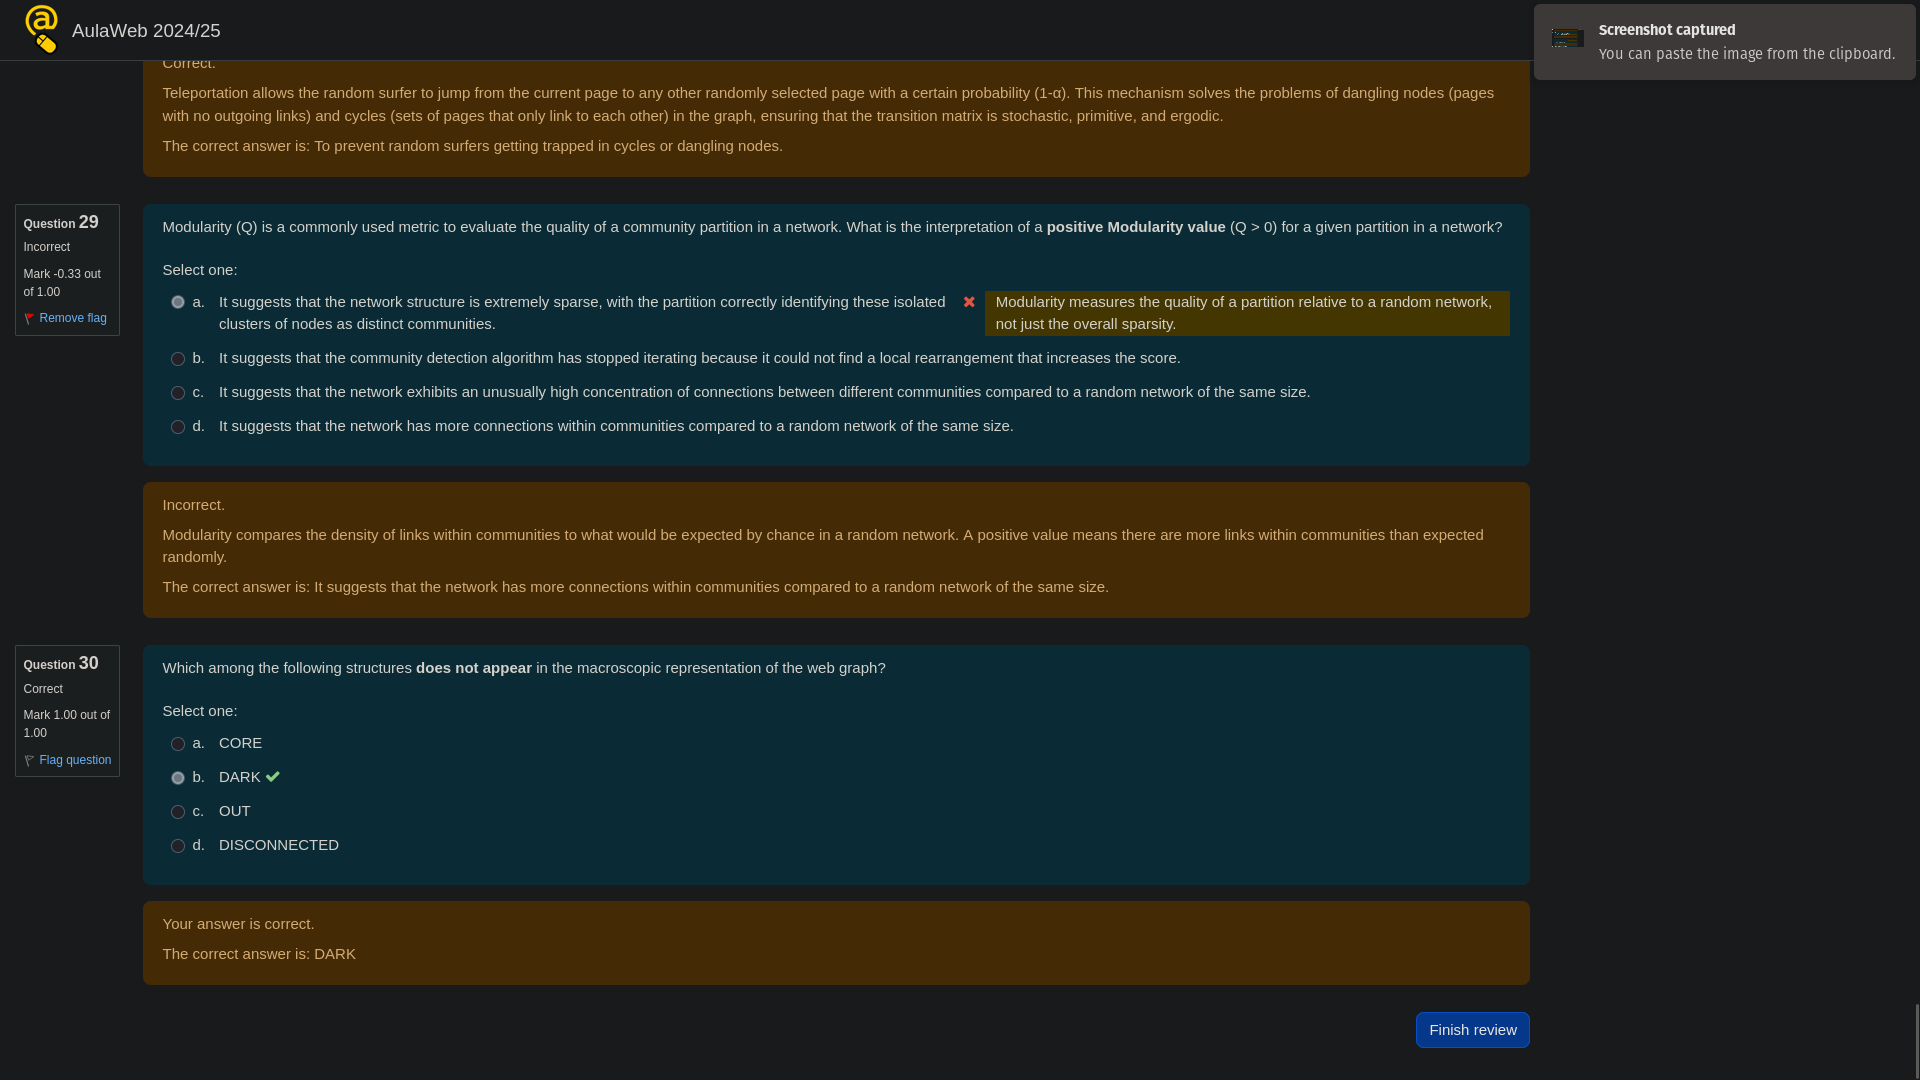 AulaWeb 2024/25
Screenshot captured
You can paste the image from the clipboard.
Correct.
Teleportation allows the random surfer to jump from the current page to any other randomly selected page with a certain probability (1-α). This mechanism solves the problems of dangling nodes (pages
with no outgoing links) and cycles (sets of pages that only link to each other) in the graph, ensuring that the transition matrix is stochastic, primitive, and ergodic.
The correct answer is: To prevent random surfers getting trapped in cycles or dangling nodes.
Question 29
Incorrect
Mark -0.33 out
of 1.00
Remove flag
Modularity (Q) is a commonly used metric to evaluate the quality of a community partition in a network. What is the interpretation of a positive Modularity value (Q > 0) for a given partition in a network?
Select one:
a. It suggests that the network structure is extremely sparse, with the partition correctly identifying these isolated
clusters of nodes as distinct communities.
Modularity measures the quality of a partition relative to a random network,
not just the overall sparsity.
b. It suggests that the community detection algorithm has stopped iterating because it could not find a local rearrangement that increases the score.
c. It suggests that the network exhibits an unusually high concentration of connections between different communities compared to a random network of the same size.
d. It suggests that the network has more connections within communities compared to a random network of the same size.
Incorrect.
Modularity compares the density of links within communities to what would be expected by chance in a random network. A positive value means there are more links within communities than expected
randomly.
The correct answer is: It suggests that the network has more connections within communities compared to a random network of the same size.
Question 30
Correct
Mark 1.00 out of
1.00
Flag question
Which among the following structures does not appear in the macroscopic representation of the web graph?
Select one:
a. CORE
b. DARK
c. OUT
d. DISCONNECTED
Your answer is correct.
The correct answer is: DARK
Finish review